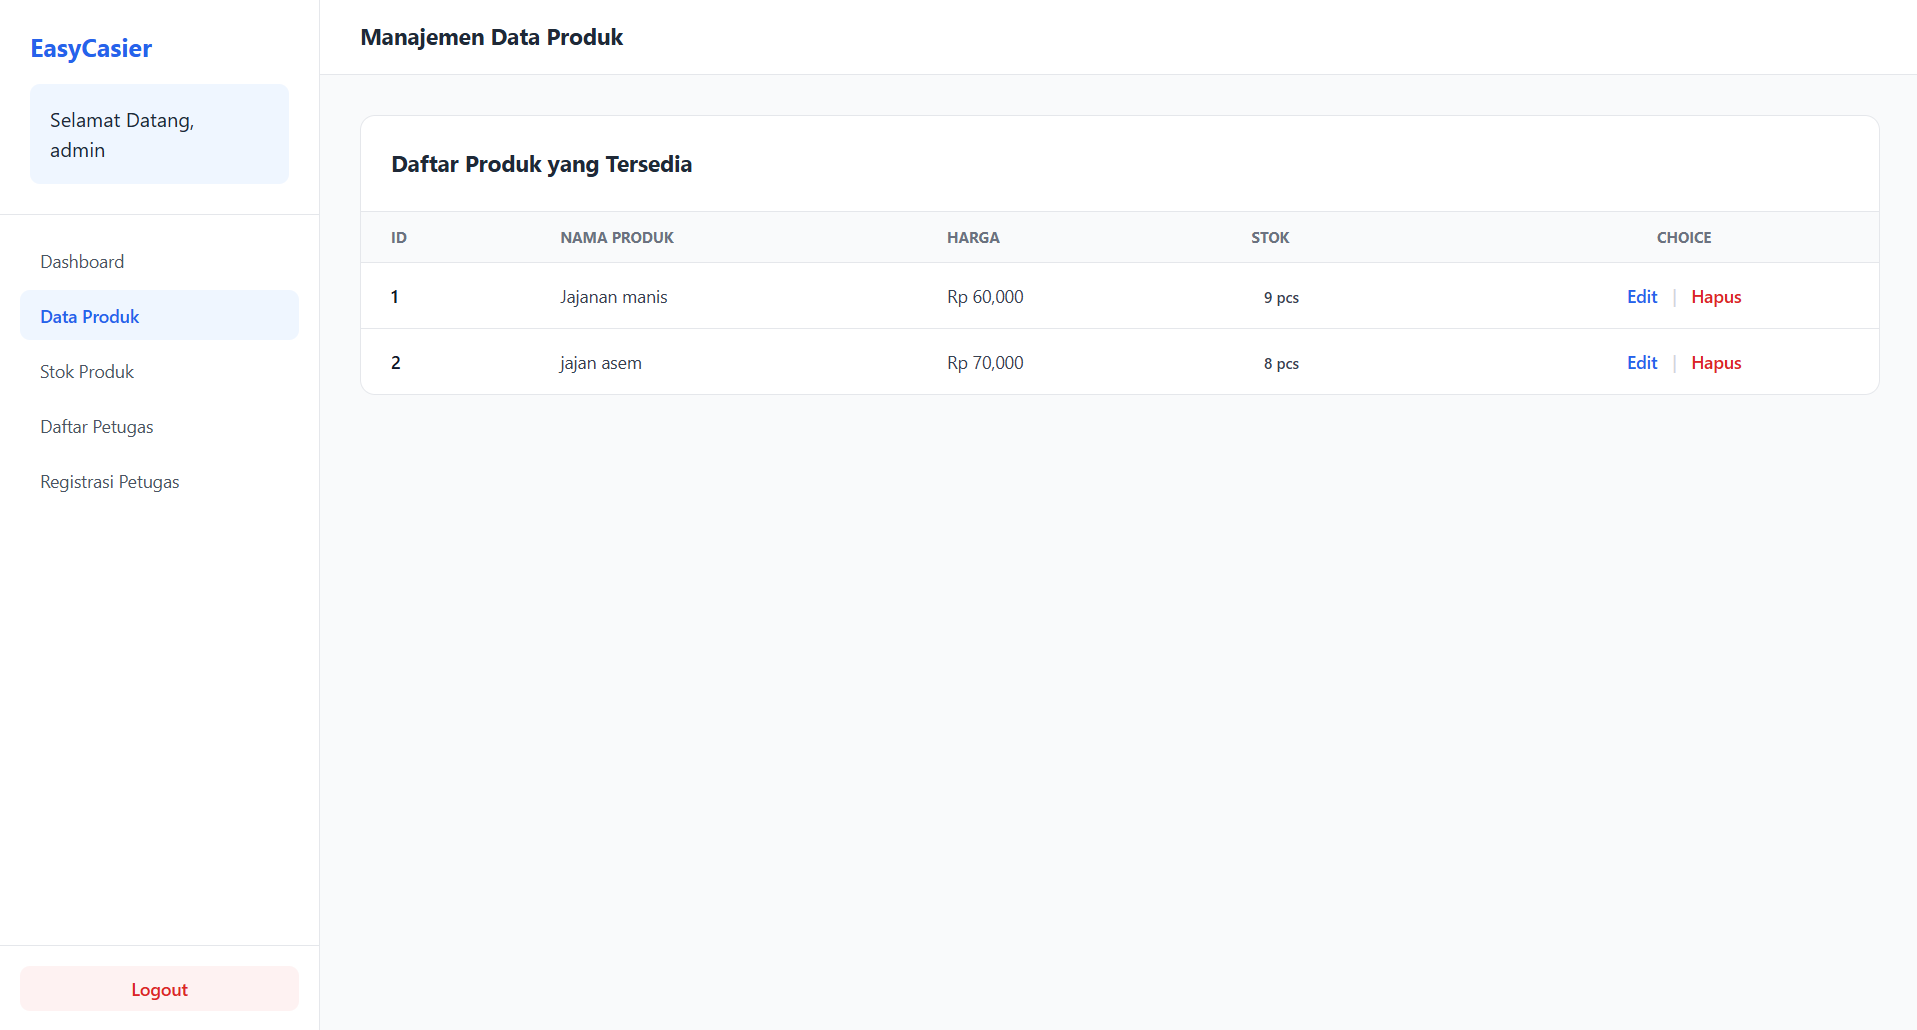 EasyCasier
Selamat Datang,
admin
Dashboard
Data Produk
Stok Produk
Daftar Petugas
Registrasi Petugas
Logout
Manajemen Data Produk
Daftar Produk yang Tersedia
ID NAMA PRODUK HARGA STOK CHOICE
1 Jajanan manis Rp 60,000 9 pcs Edit | Hapus
2 jajan asem Rp 70,000 8 pcs Edit | Hapus